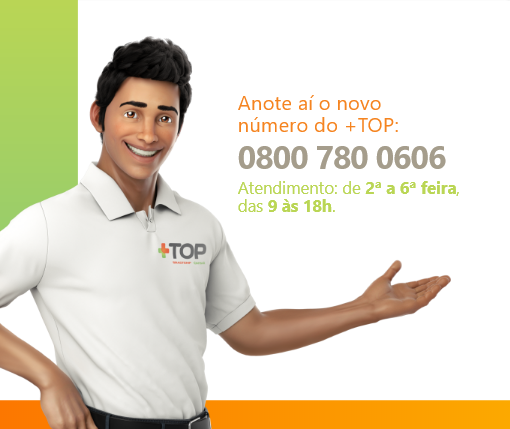 Anote aí o novo
número do +TOP:
0800 780 0606
Atendimento: de 2ª a 6ª feira,
das 9 às 18h.
+TOP